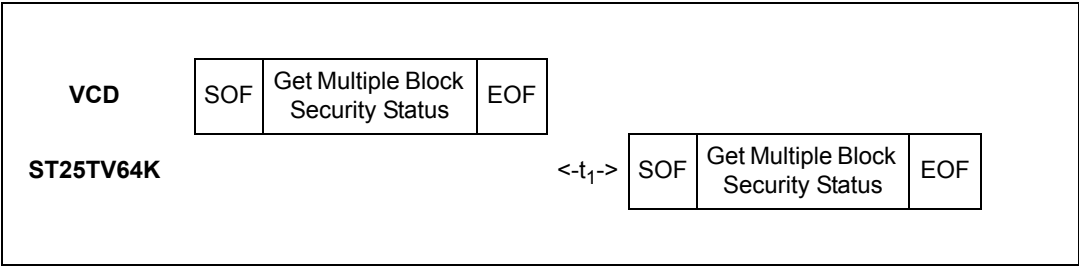 VCD SOF Get Multiple Block Security Status EOF
ST25TV64K <-t1-> SOF Get Multiple Block Security Status EOF